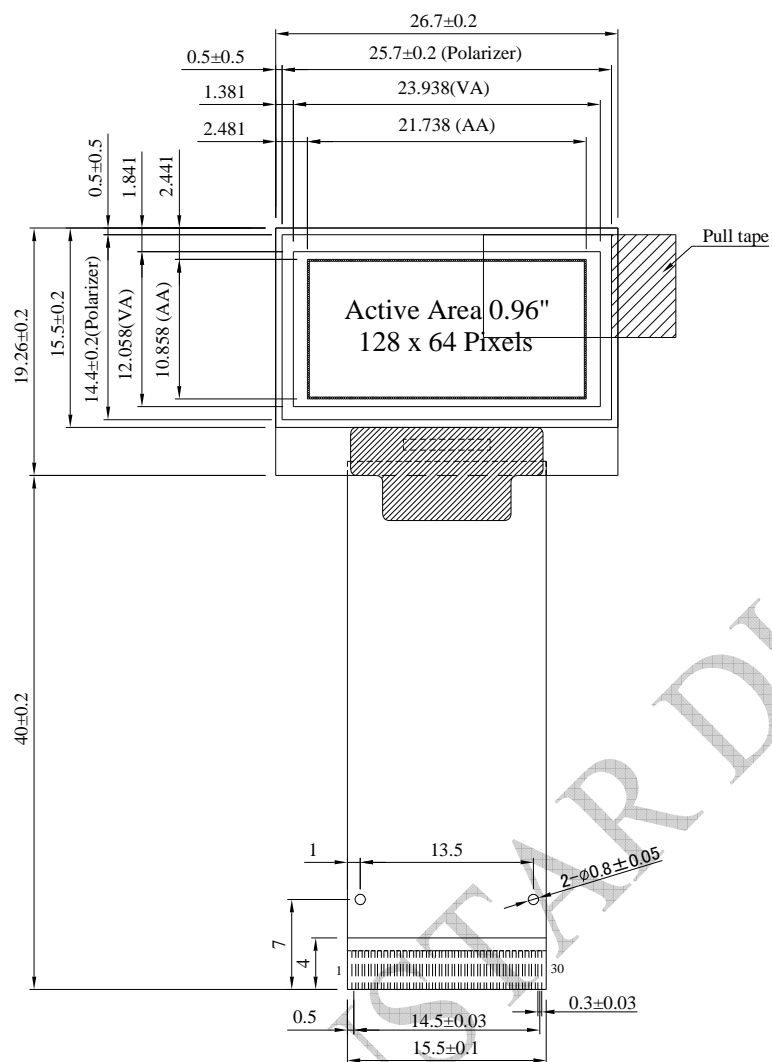 26.7±0.2
0.5±0.5
25.7±0.2 (Polarizer)
1.381
23.938(VA)
2.481
21.738 (AA)
0.5±0.5
1.841
2.441
Pull tape
19.26±0.2
15.5±0.2
14.4±0.2(Polarizer)
12.058(VA)
10.858 (AA)
Active Area 0.96"
128 x 64 Pixels
40±0.2
1
13.5
2-⌀0.8±0.05
7
4
1
30
0.5
14.5±0.03
0.3±0.03
15.5±0.1